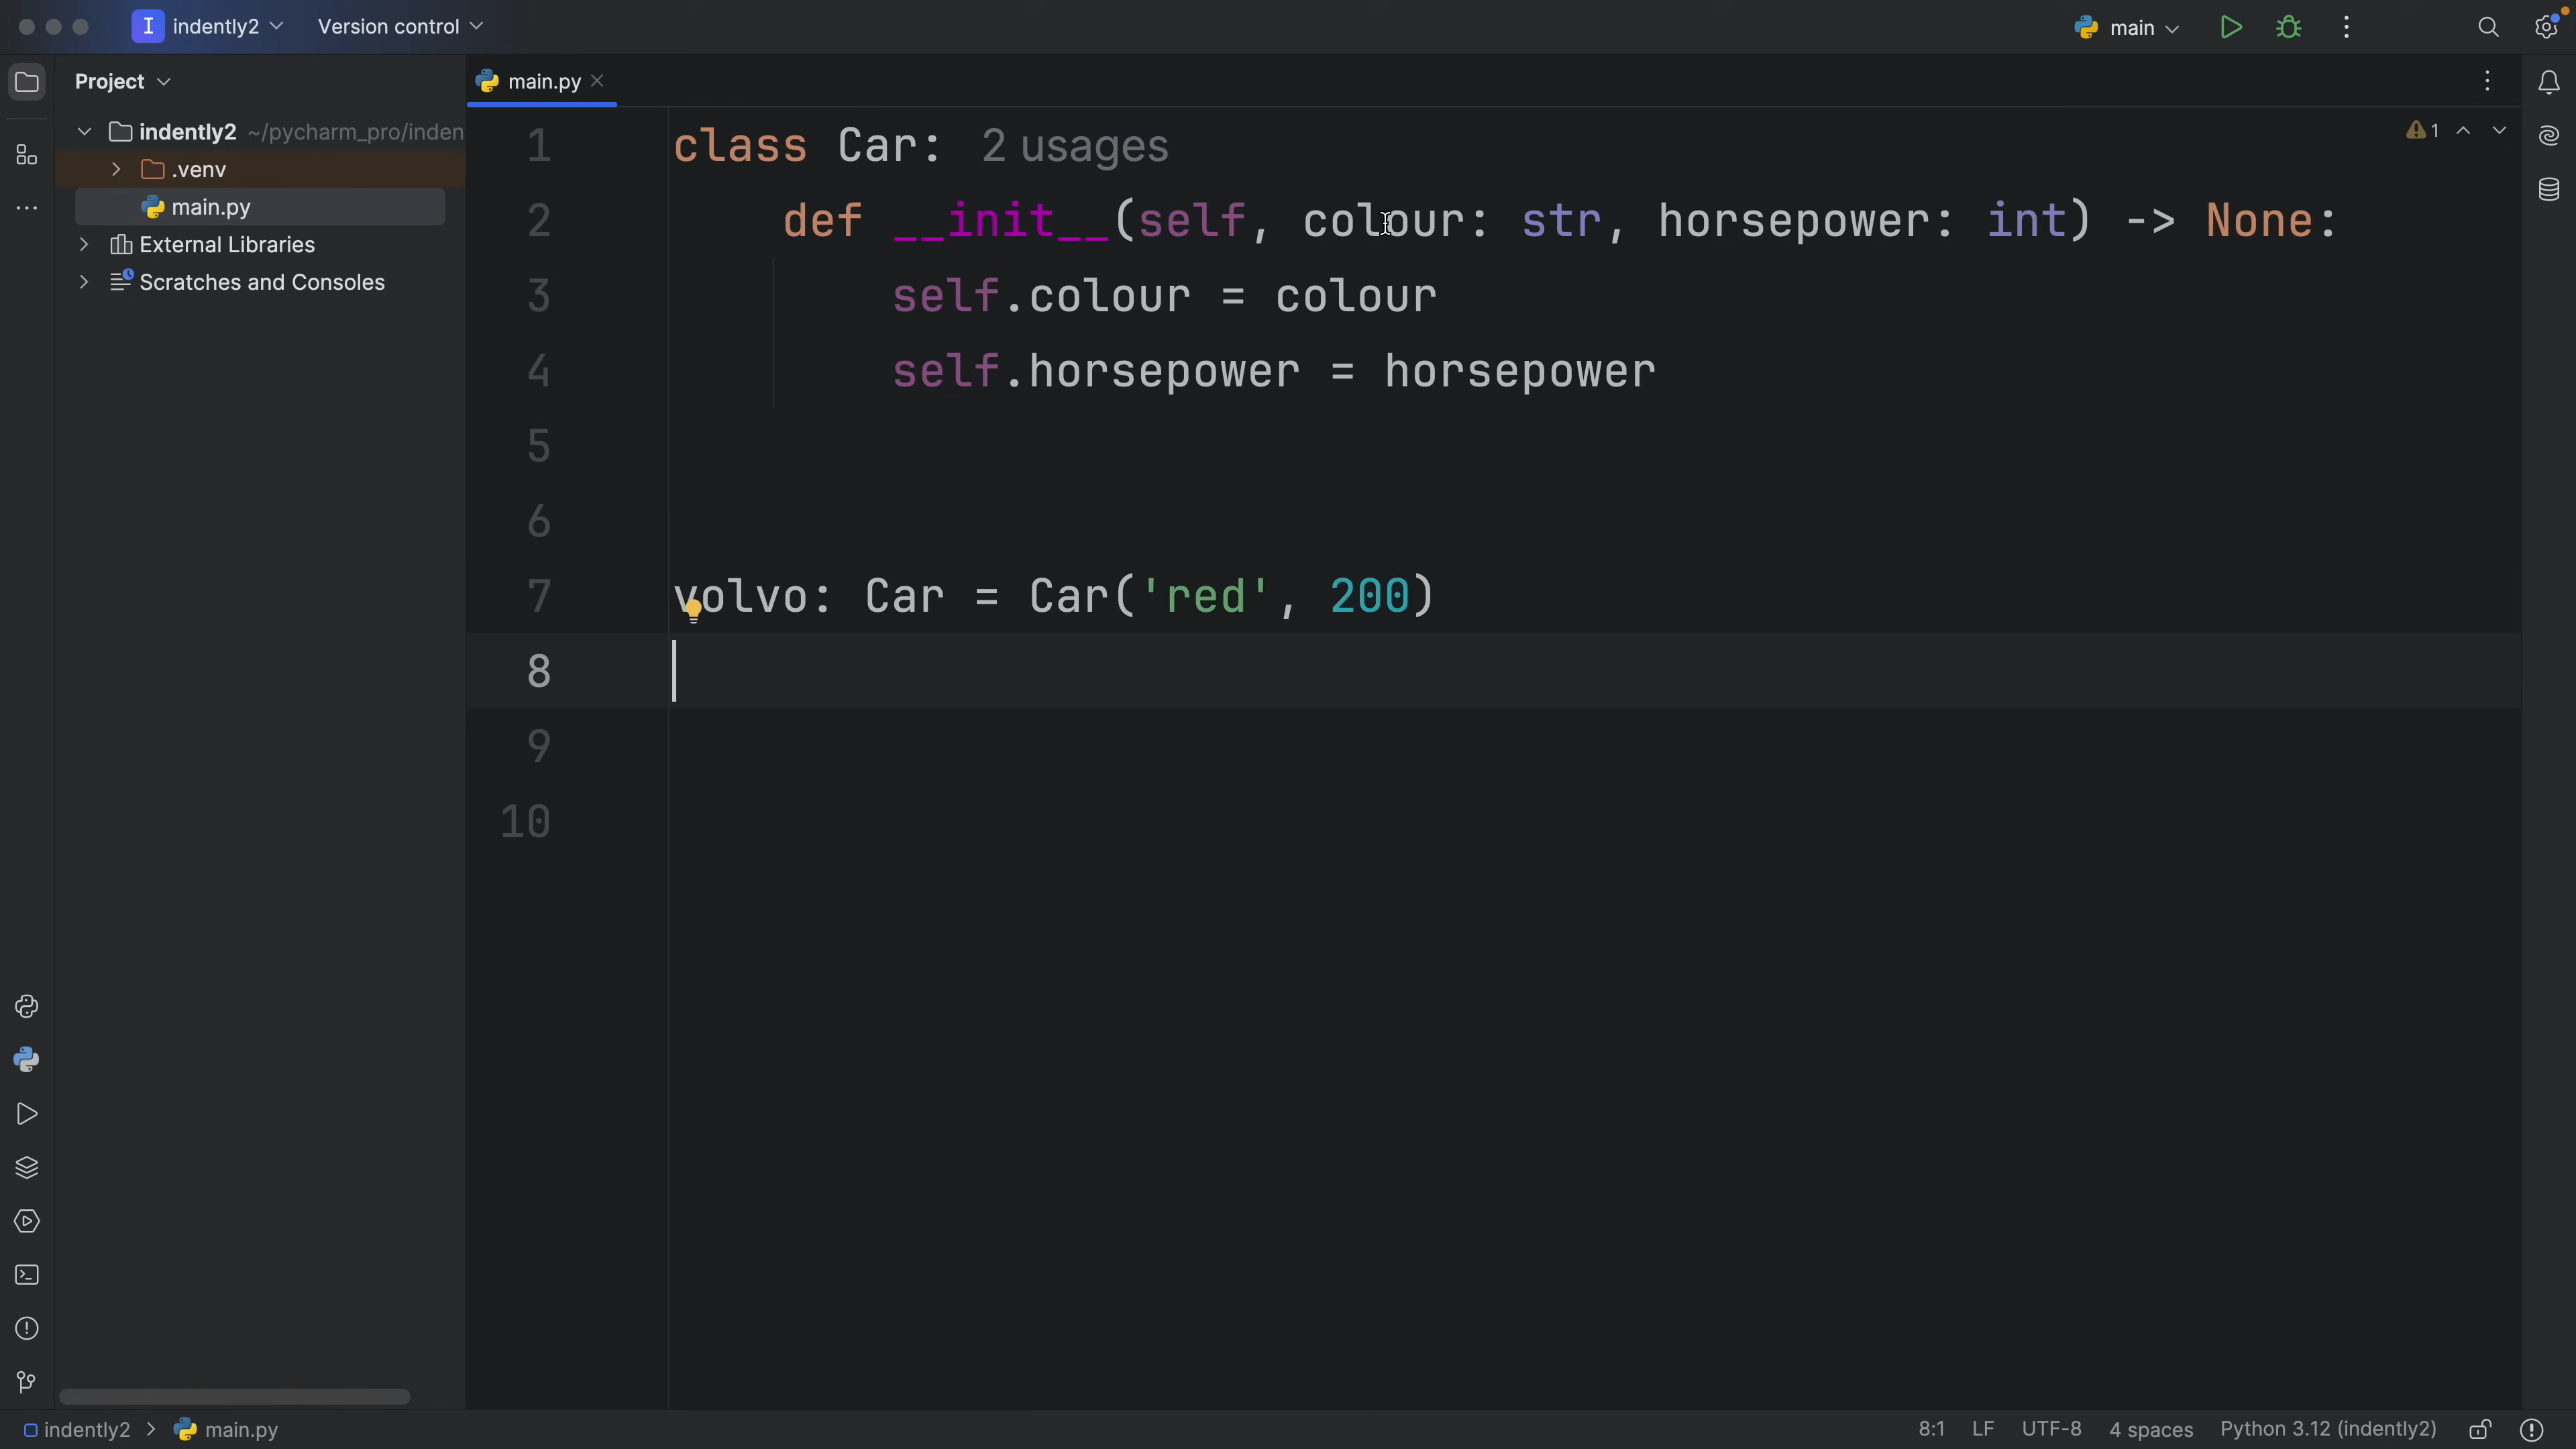 I indently2 Version control main
Project
main.py
indently2 ~/pycharm_pro/inden
.venv
main.py
External Libraries
Scratches and Consoles
1 class Car: 2 usages
2 def __init__(self, colour: str, horsepower: int) -> None:
3 self.colour = colour
4 self.horsepower = horsepower
5
6
7 volvo: Car = Car('red', 200)
8
9
10
1
indently2 > main.py 8:1 LF UTF-8 4 spaces Python 3.12 (indently2)